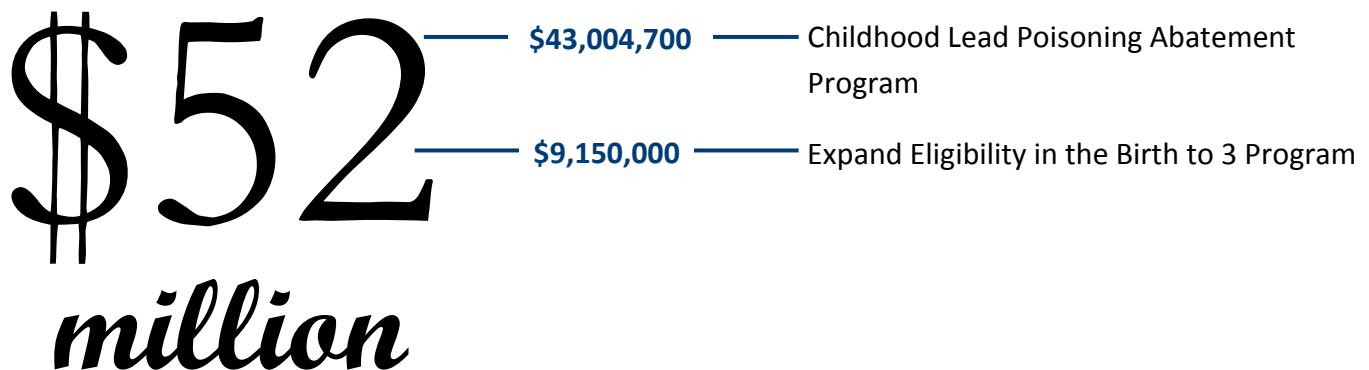 $52
million
$43,004,700
Childhood Lead Poisoning Abatement
Program
$9,150,000
Expand Eligibility in the Birth to 3 Program